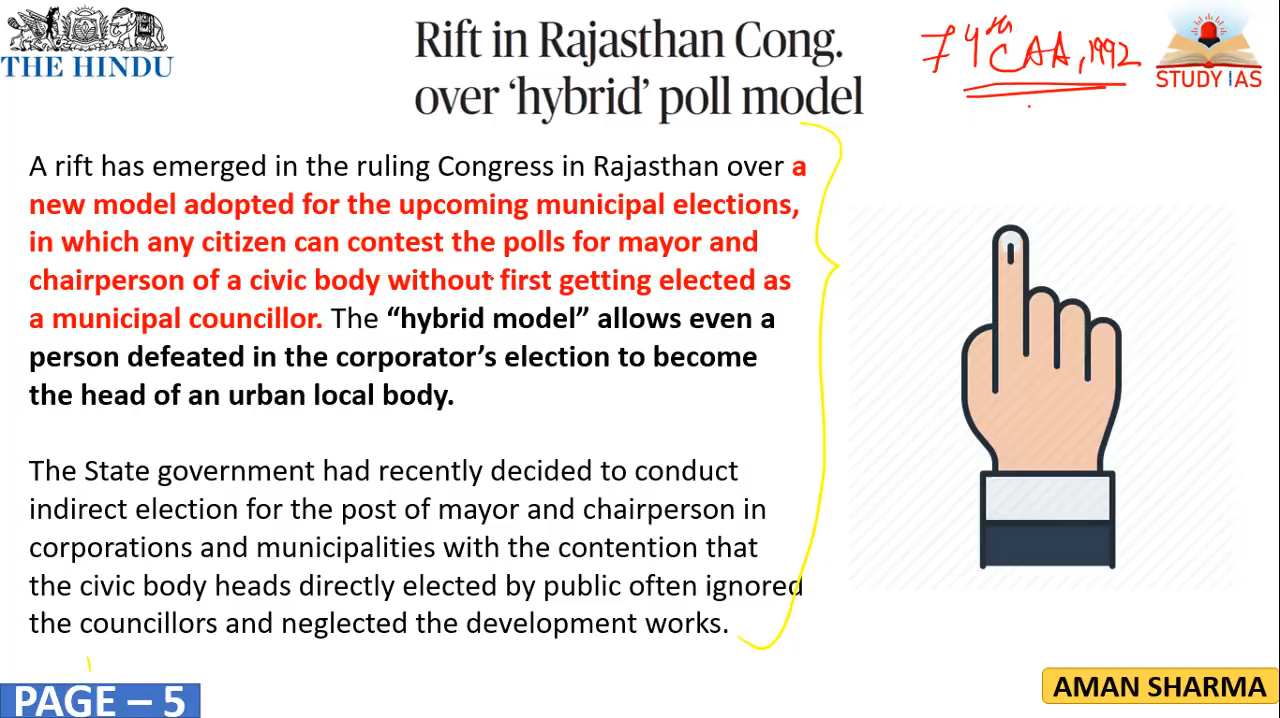 THE HINDU
Rift in Rajasthan Cong.
over ‘hybrid’ poll model
74th CAA, 1992
STUDY IAS
A rift has emerged in the ruling Congress in Rajasthan over a
new model adopted for the upcoming municipal elections,
in which any citizen can contest the polls for mayor and
chairperson of a civic body without first getting elected as
a municipal councillor. The “hybrid model” allows even a
person defeated in the corporator’s election to become
the head of an urban local body.
The State government had recently decided to conduct
indirect election for the post of mayor and chairperson in
corporations and municipalities with the contention that
the civic body heads directly elected by public often ignored
the councillors and neglected the development works.
PAGE – 5
AMAN SHARMA